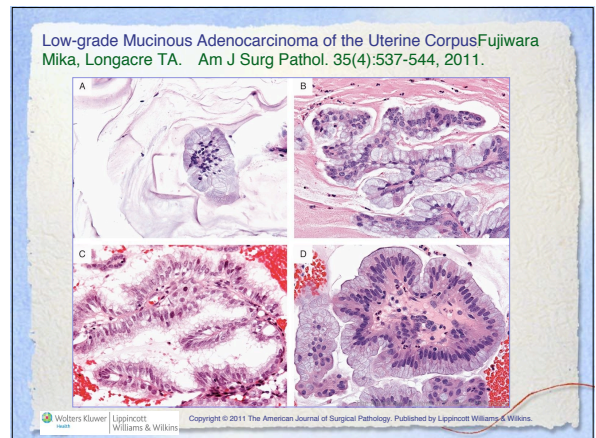 Low-grade Mucinous Adenocarcinoma of the Uterine CorpusFujiwara
Mika, Longacre TA. Am J Surg Pathol. 35(4):537-544, 2011.
A
B
C
D
Wolters Kluwer
Health
Lippincott
Williams & Wilkins
Copyright © 2011 The American Journal of Surgical Pathology. Published by Lippincott Williams & Wilkins.